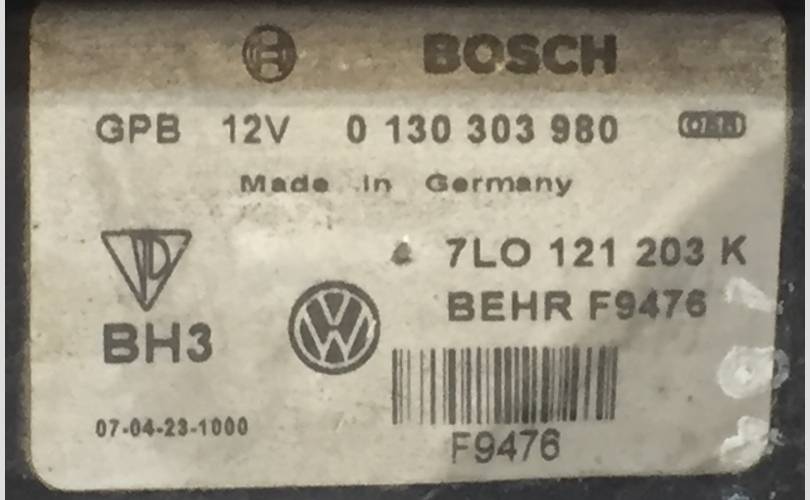 BOSCH
GPB 12V 0 130 303 980
Made in Germany
7LO 121 203 K
BEHR F9476
BH3
07-04-23-1000
F9476